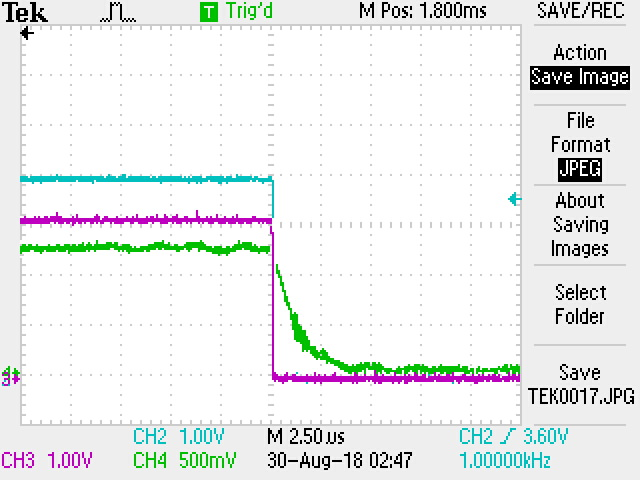 Tek T Trig'd M Pos: 1.800ms SAVE/REC
Action
Save Image
File
Format
JPEG
About
Saving
Images
Select
Folder
Save
TEK0017.JPG
CH2 1.00V M 2.50us CH2 / 3.60V
CH3 1.00V CH4 500mV 30-Aug-18 02:47 1.00000kHz